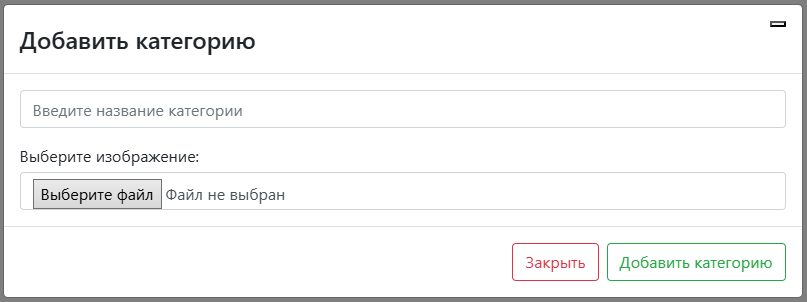 Добавить категорию
Введите название категории
Выберите изображение:
Выберите файл Файл не выбран
Закрыть Добавить категорию